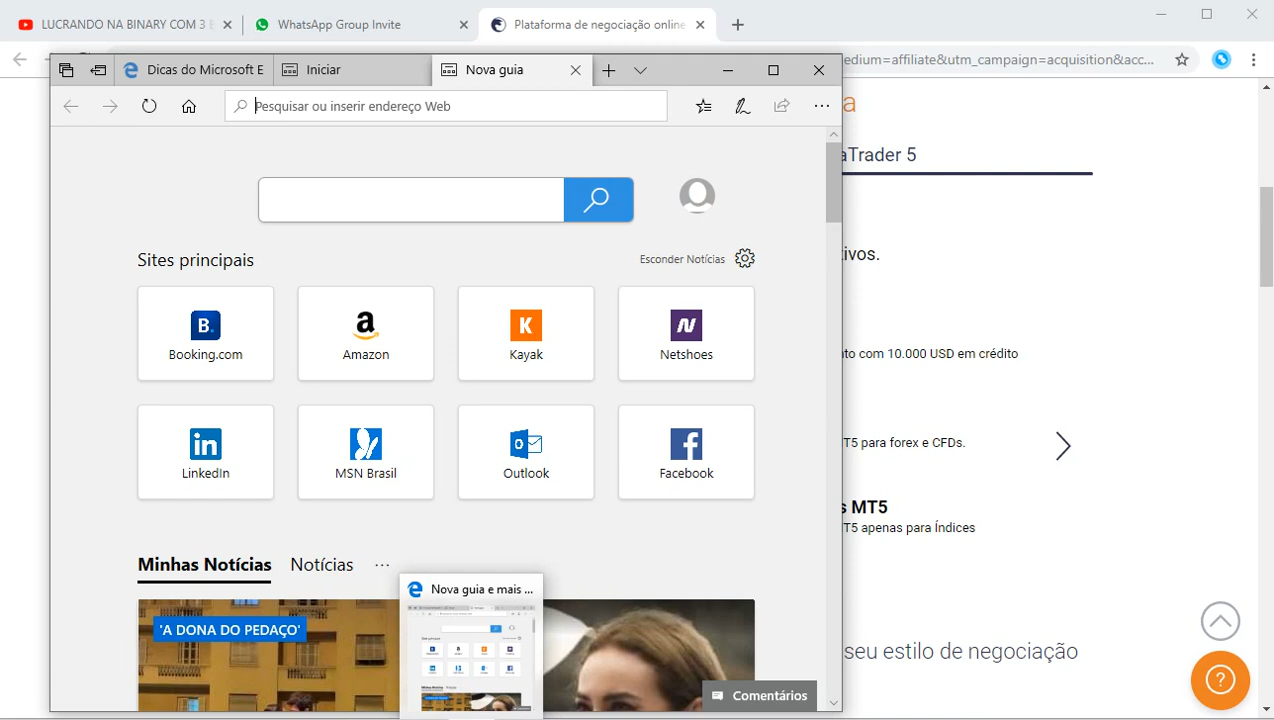 LUCRANDO NA BINARY COM 3
WhatsApp Group Invite
Plataforma de negociação online
edium=affiliate&utm_campaign=acquisition&acc...
Dicas do Microsoft E
Iniciar
Nova guia
Pesquisar ou inserir endereço Web
a
aTrader 5
Sites principais
Esconder Notícias
ivos.
B.
Booking.com
a
Amazon
K
Kayak
N
Netshoes
nto com 10.000 USD em crédito
in
LinkedIn
MSN Brasil
Outlook
f
Facebook
T5 para forex e CFDs.
s MT5
T5 apenas para Índices
Minhas Notícias
Notícias
...
Nova guia e mais ...
'A DONA DO PEDAÇO'
seu estilo de negociação
Comentários
?